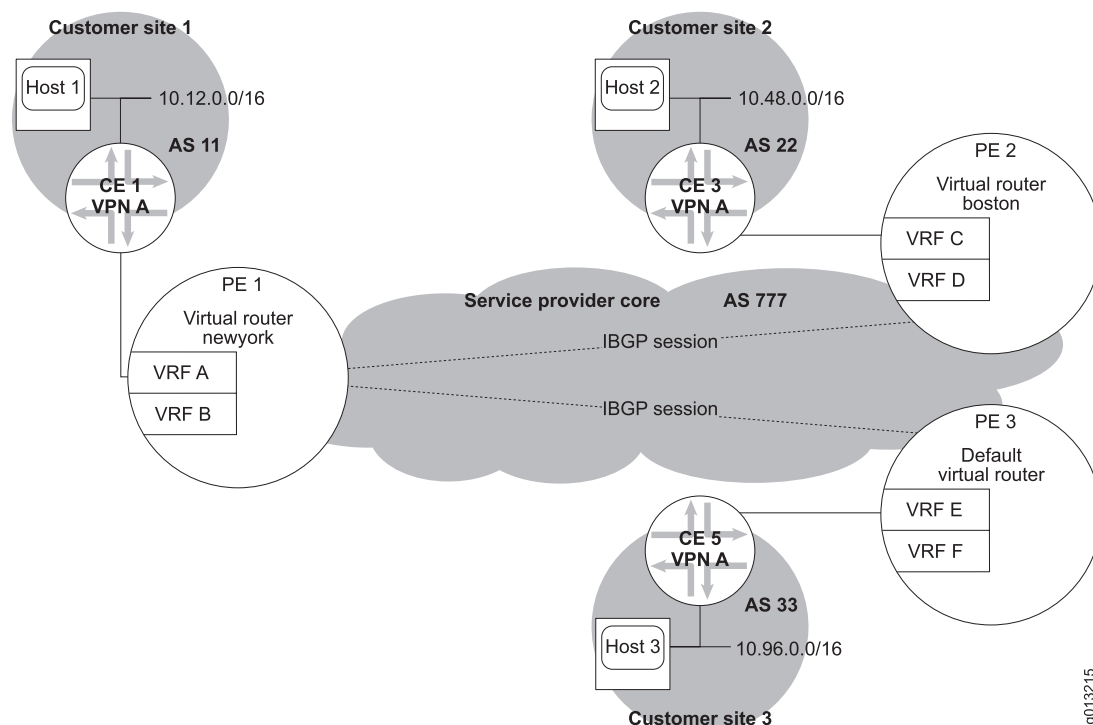 Customer site 1
Host 1
10.12.0.0/16
AS 11
CE 1
VPN A
Customer site 2
Host 2
10.48.0.0/16
AS 22
CE 3
VPN A
PE 2
Virtual router
boston
VRF C
VRF D
PE 1
Virtual router
newyork
VRF A
VRF B
Service provider core
AS 777
IBGP session
IBGP session
PE 3
Default
virtual router
VRF E
VRF F
CE 5
VPN A
AS 33
Host 3
10.96.0.0/16
Customer site 3
g013215